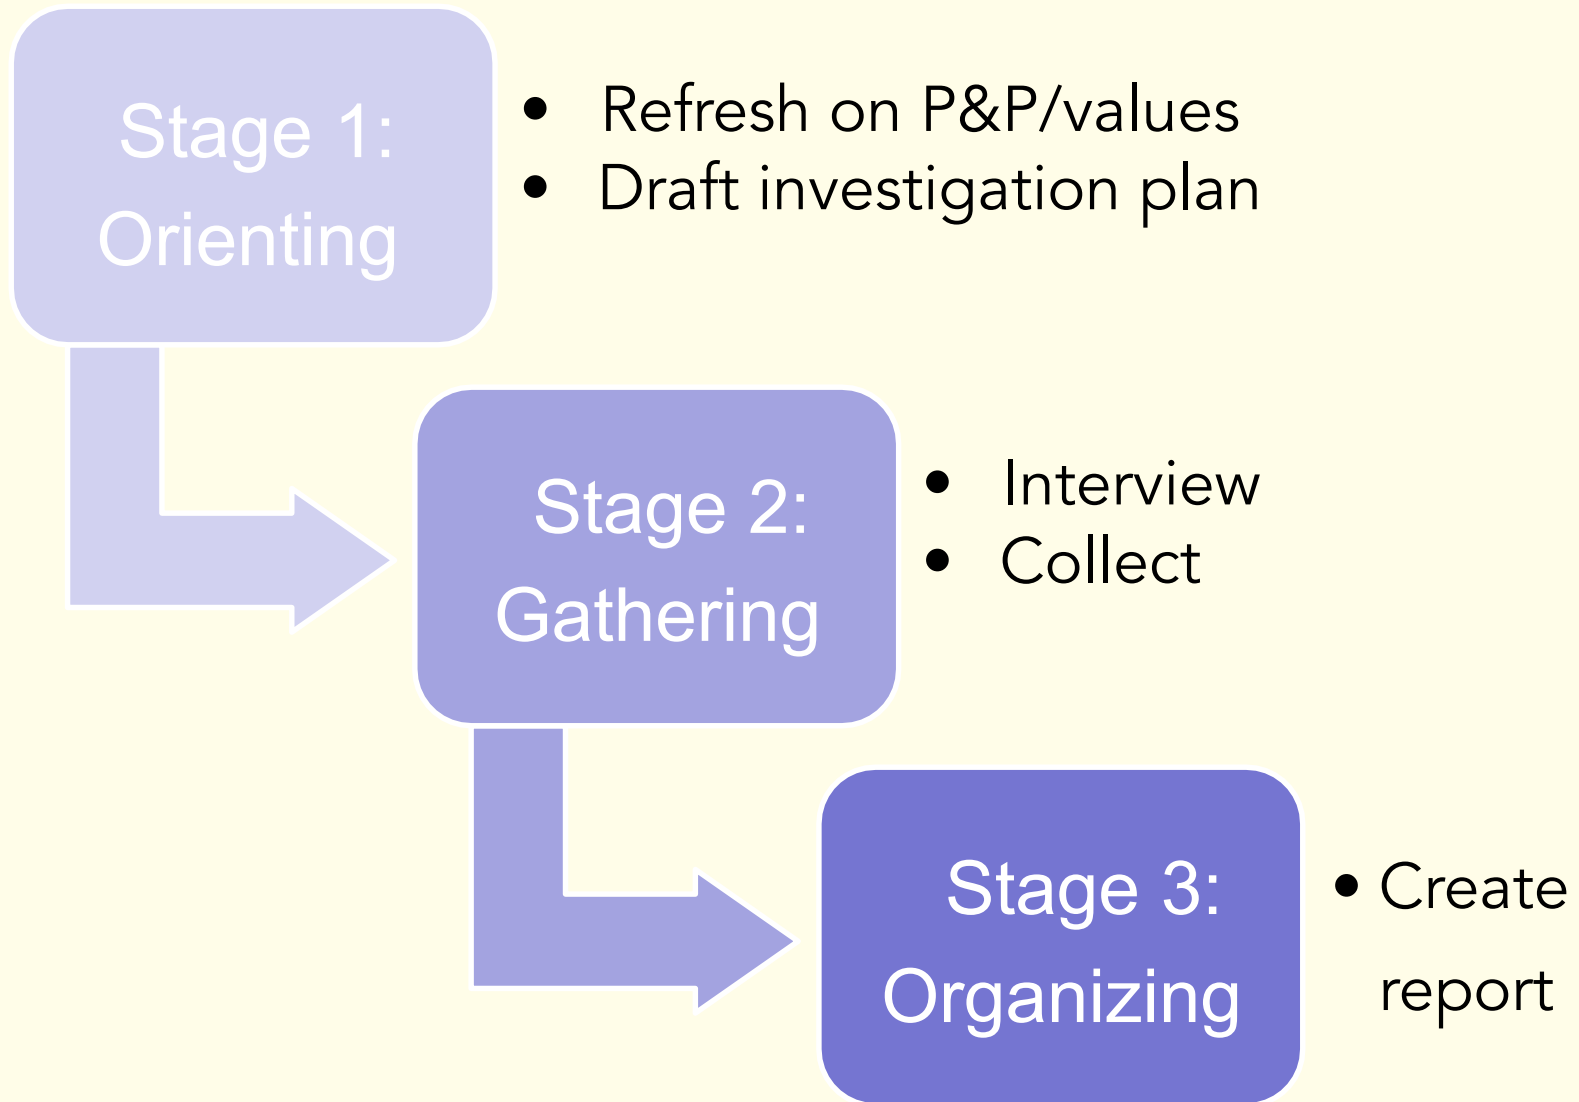 Stage 1:
Orienting
• Refresh on P&P/values
• Draft investigation plan
Stage 2:
Gathering
• Interview
• Collect
Stage 3:
Organizing
• Create
report